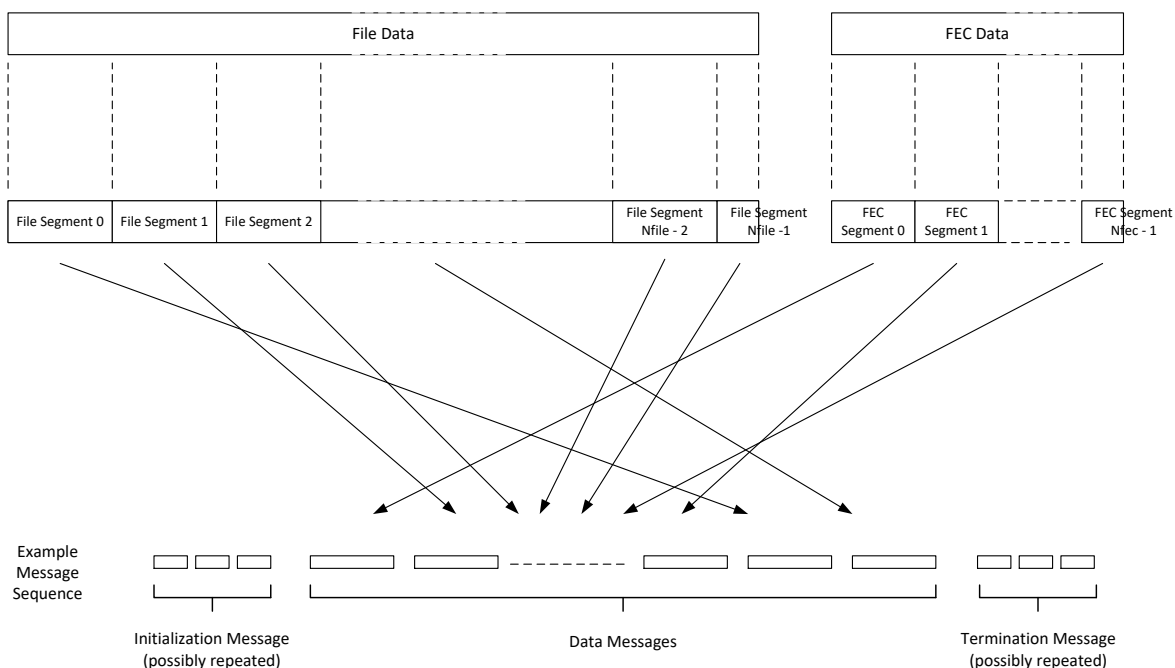 File Data
FEC Data
File Segment 0
File Segment 1
File Segment 2
File Segment
Nfile - 2
File Segment
Nfile -1
FEC
Segment 0
FEC
Segment 1
FEC Segment
Nfec - 1
Example
Message
Sequence
Initialization Message
(possibly repeated)
Data Messages
Termination Message
(possibly repeated)